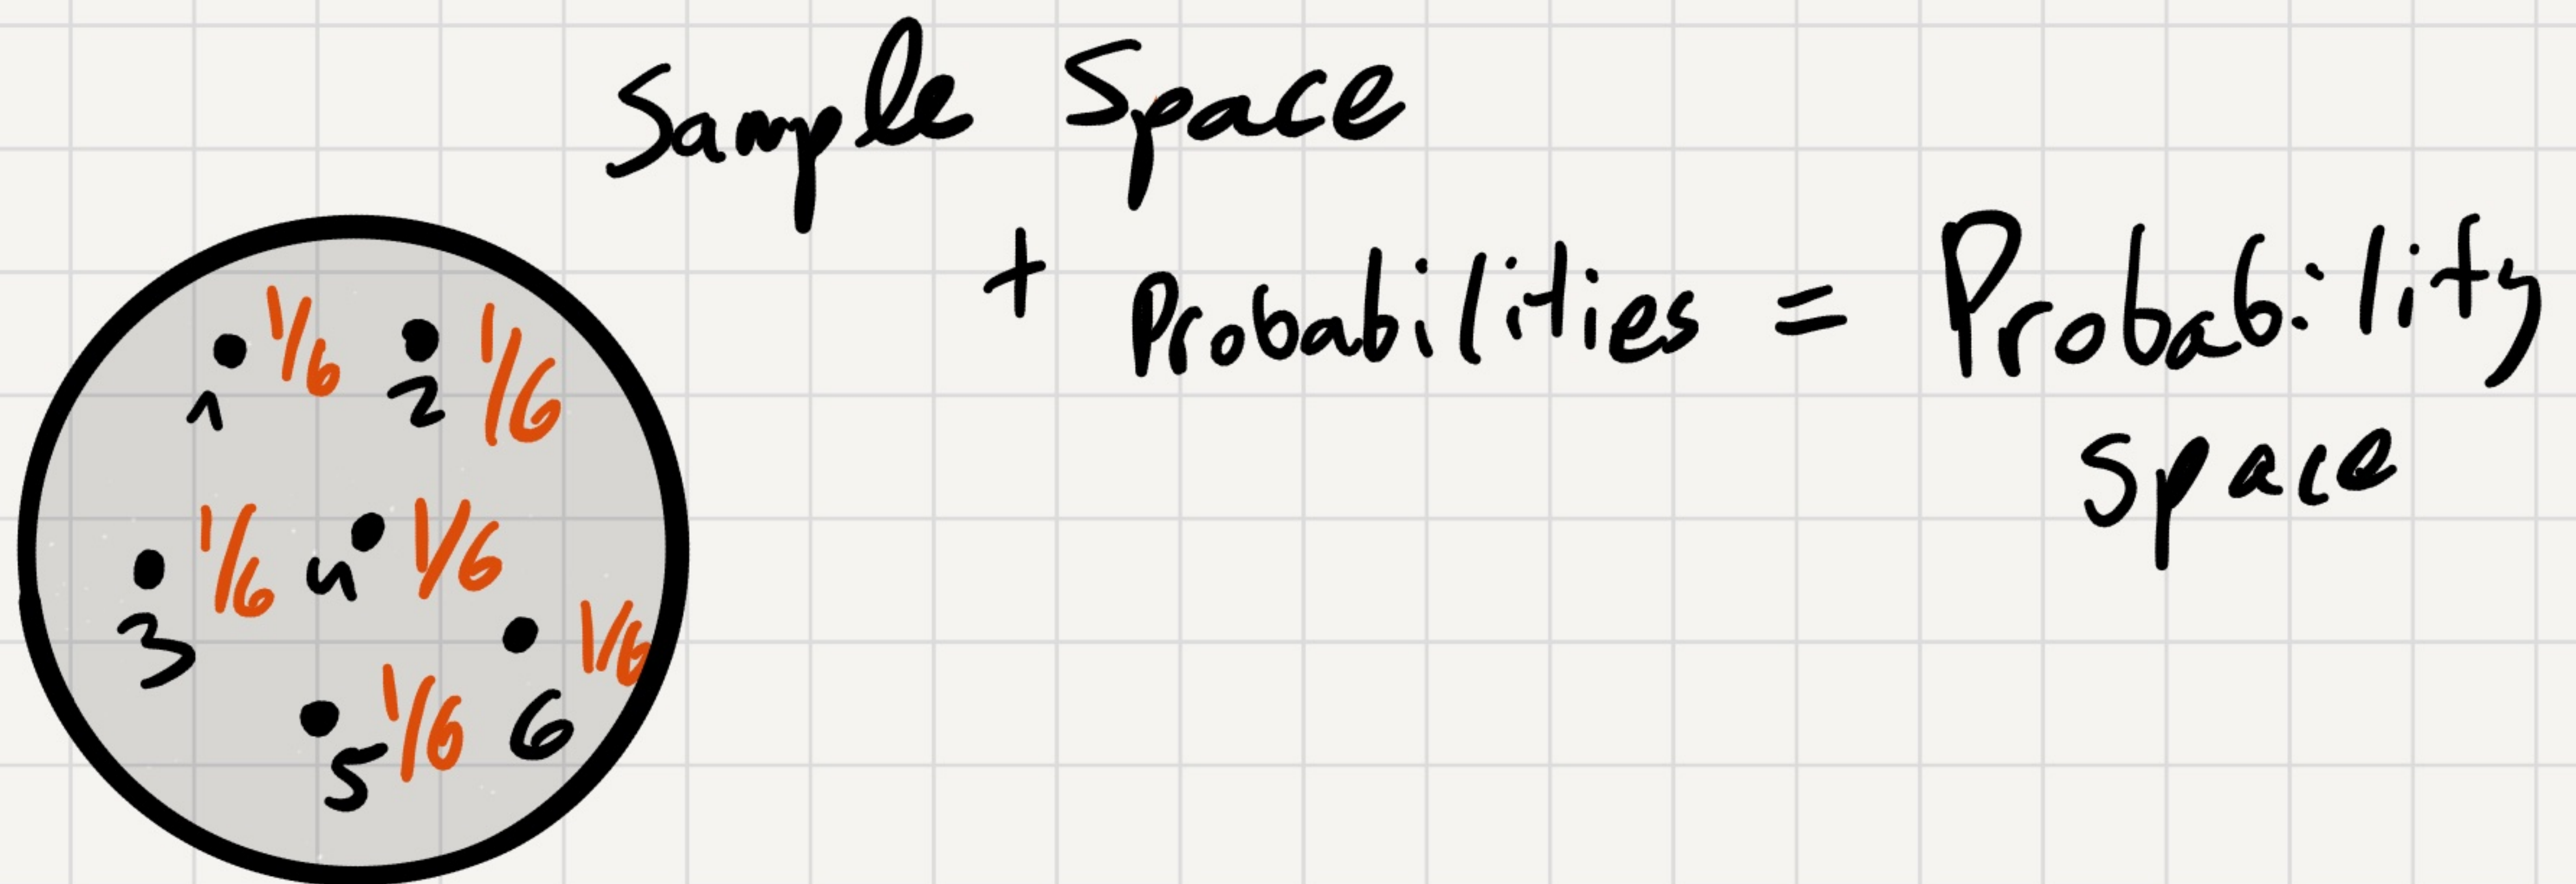 Sample Space
+ Probabilities = Probability
space
1/6 1/6
1 2
1/6 4 1/6
3 1/6
5 1/6 6